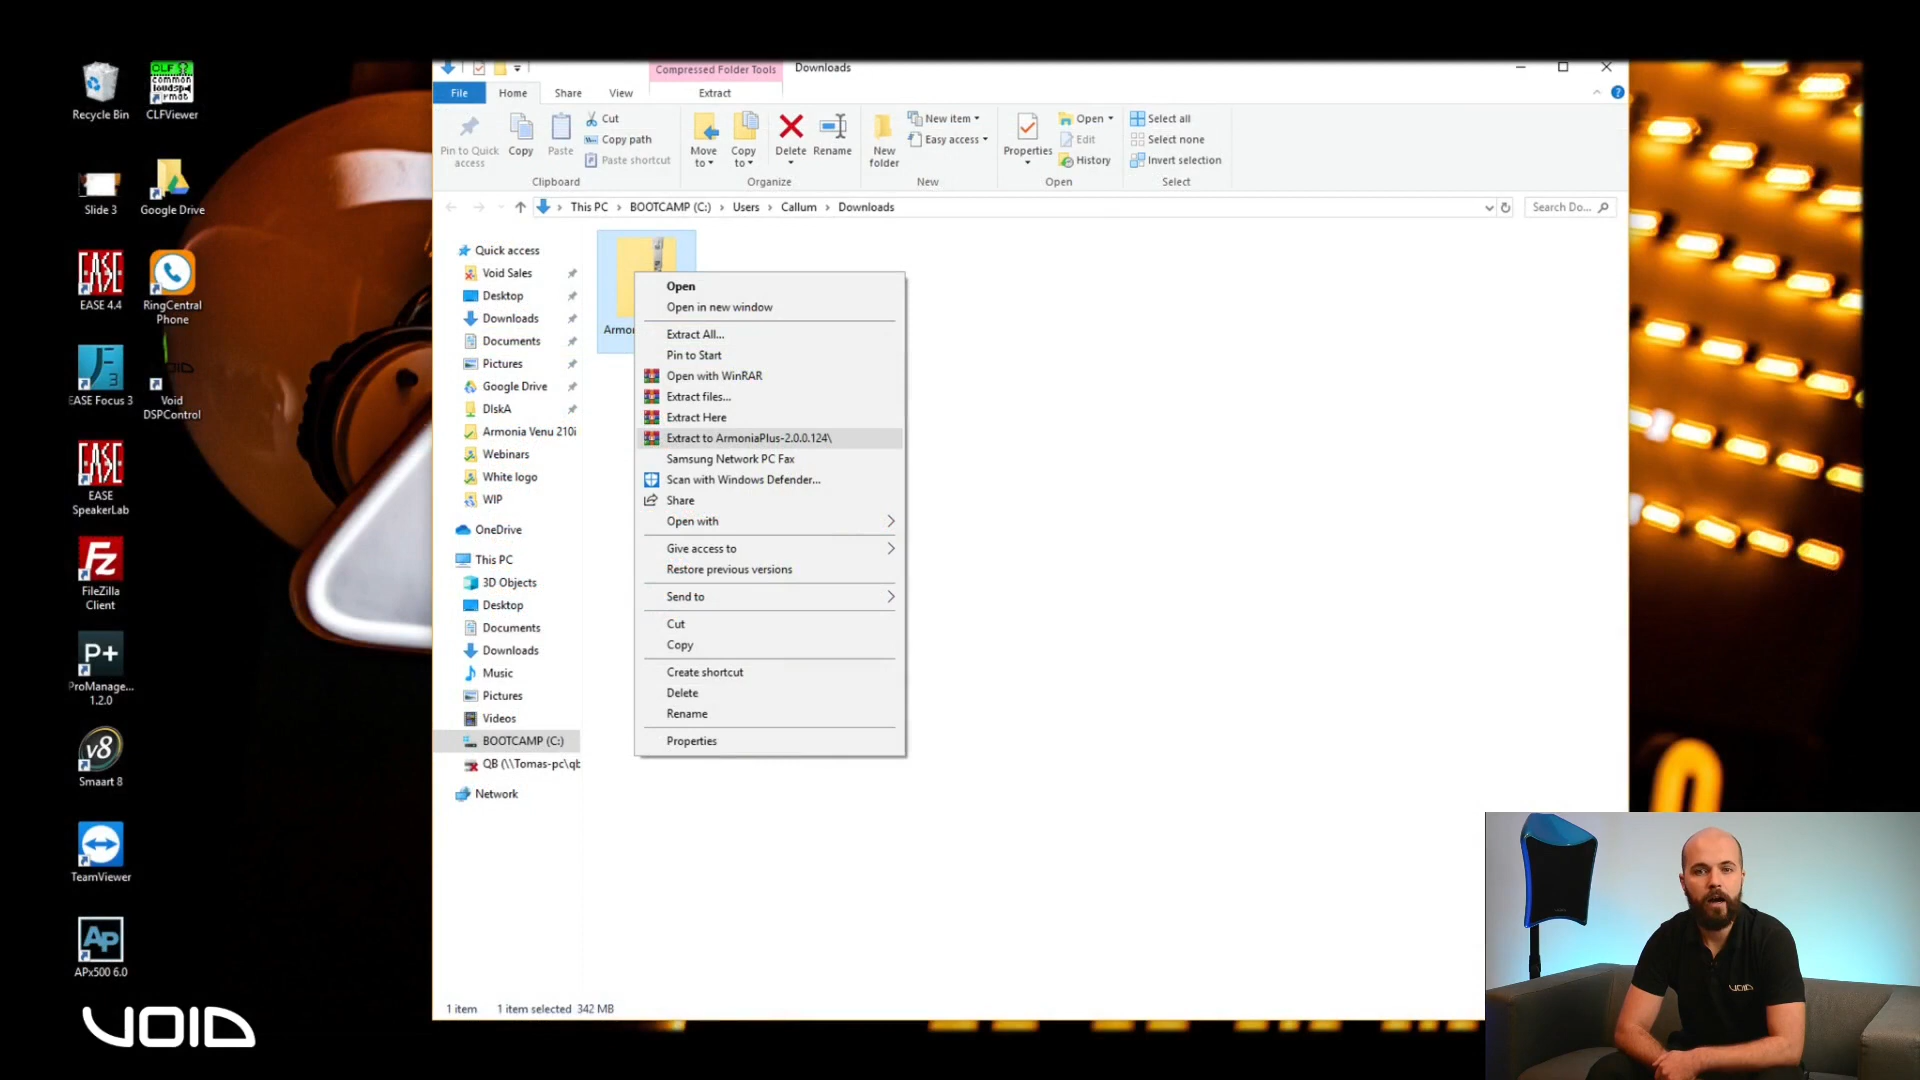 Recycle Bin
CLFViewer
Slide 3
Google Drive
EASE
EASE 4.4
RingCentral
Phone
EASE Focus 3
Void
DSPControl
EASE
EASE
SpeakerLab
Fz
FileZilla
Client
P+
ProManage...
1.2.0
v8
Smaart 8
TeamViewer
Ap
APx500 6.0
VOID
Compressed Folder Tools
Downloads
File
Home
Share
View
Extract
Pin to Quick
access
Copy
Paste
Cut
Copy path
Paste shortcut
Clipboard
Move
to
Copy
to
Delete
Rename
Organize
New
folder
New item
Easy access
New
Properties
Open
Edit
History
Open
Select all
Select none
Invert selection
Select
This PC > BOOTCAMP (C:) > Users > Callum > Downloads
Search Do...
Quick access
Void Sales
Desktop
Downloads
Documents
Pictures
Google Drive
DIskA
Armonia Venu 210i
Webinars
White logo
WIP
OneDrive
This PC
3D Objects
Desktop
Documents
Downloads
Music
Pictures
Videos
BOOTCAMP (C:)
QB (\\Tomas-pc\qb
Network
Armo
Open
Open in new window
Extract All...
Pin to Start
Open with WinRAR
Extract files...
Extract Here
Extract to ArmoniaPlus-2.0.0.124\
Samsung Network PC Fax
Scan with Windows Defender...
Share
Open with
Give access to
Restore previous versions
Send to
Cut
Copy
Create shortcut
Delete
Rename
Properties
1 item
1 item selected 342 MB
VOID